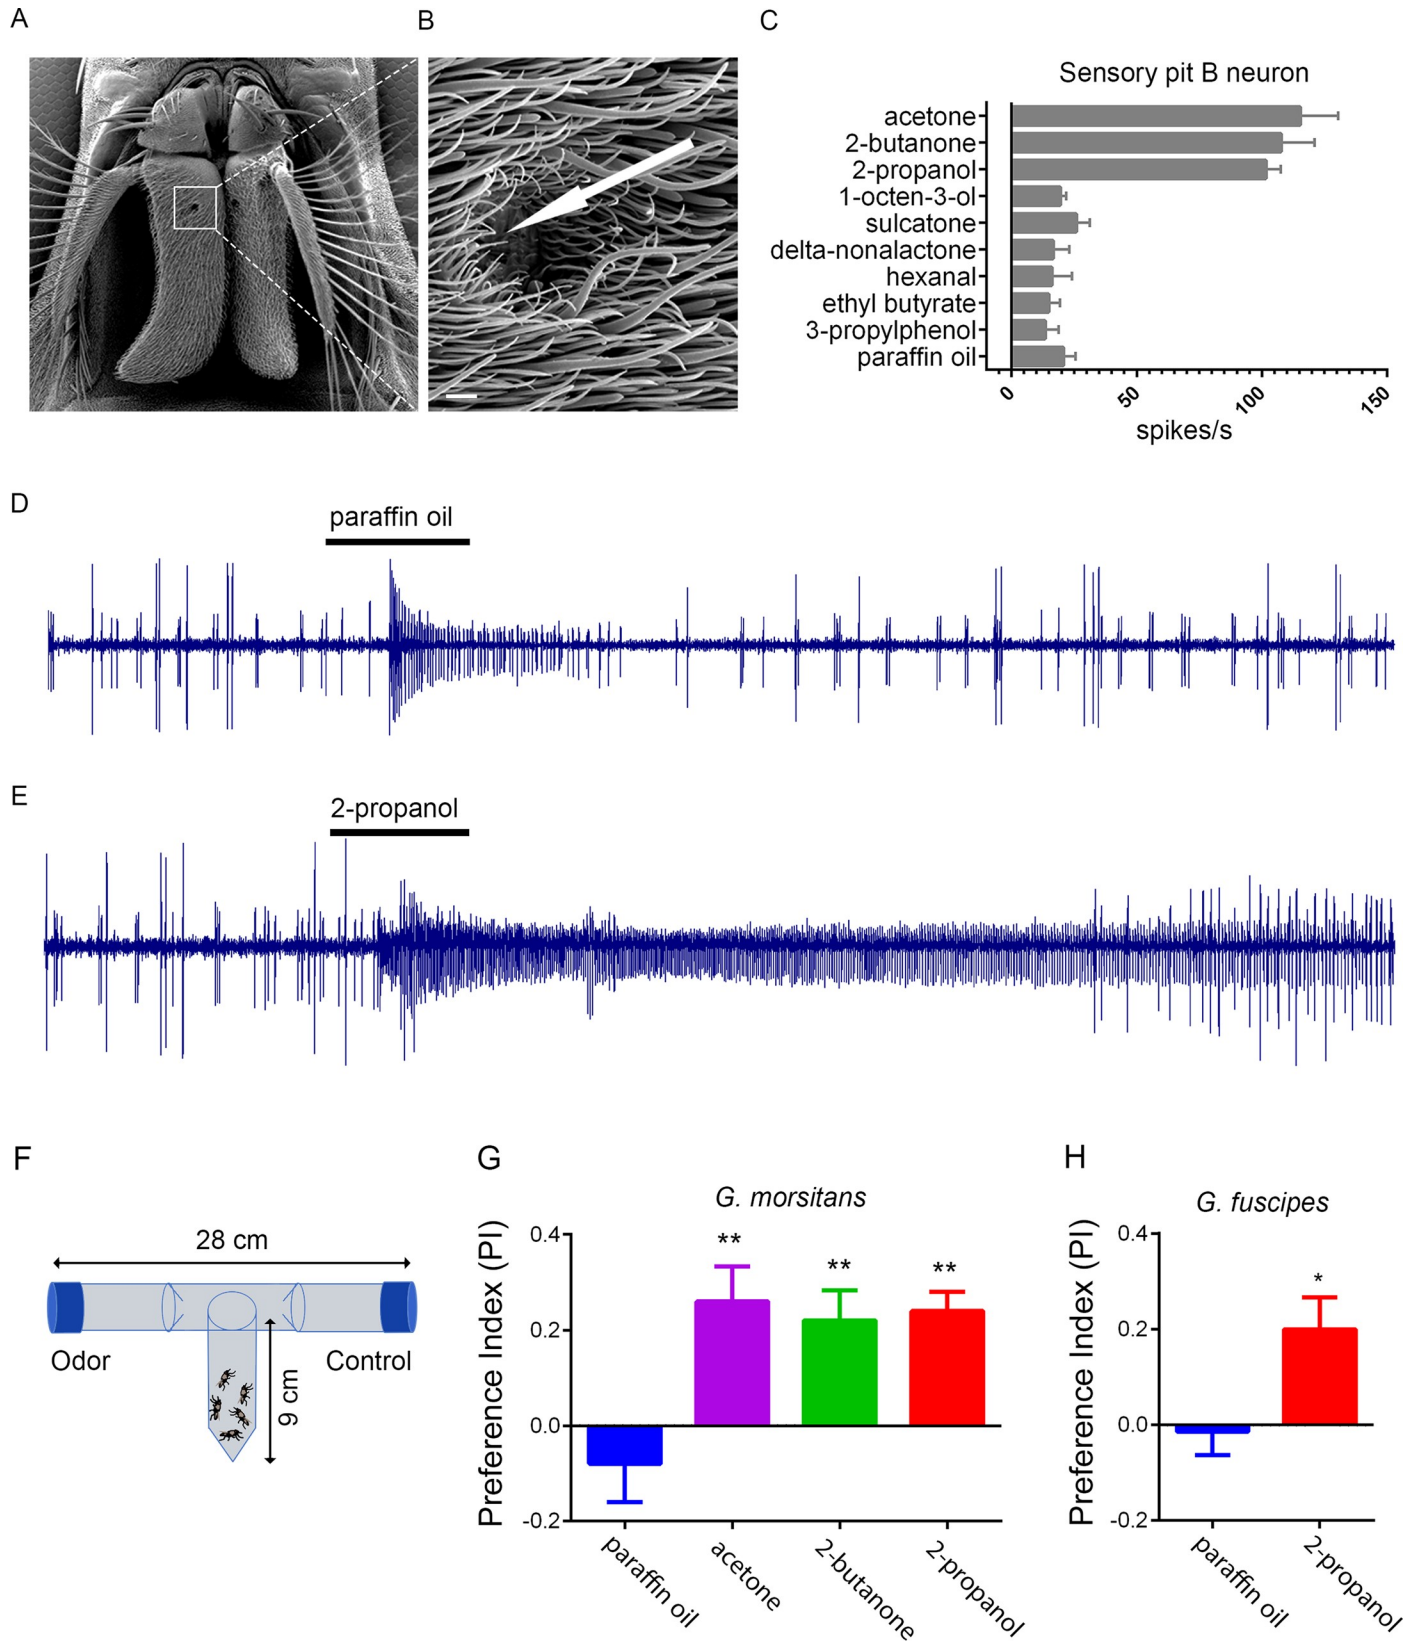 A
B
C
Sensory pit B neuron
acetone
2-butanone
2-propanol
1-octen-3-ol
sulcatone
delta-nonalactone
hexanal
ethyl butyrate
3-propylphenol
paraffin oil
0
50
100
150
spikes/s
D
paraffin oil
E
2-propanol
F
28 cm
Odor
Control
9 cm
G
G. morsitans
Preference Index (PI)
0.4
0.2
0.0
-0.2
**
**
**
paraffin oil
acetone
2-butanone
2-propanol
H
G. fuscipes
Preference Index (PI)
0.4
0.2
0.0
-0.2
*
paraffin oil
2-propanol